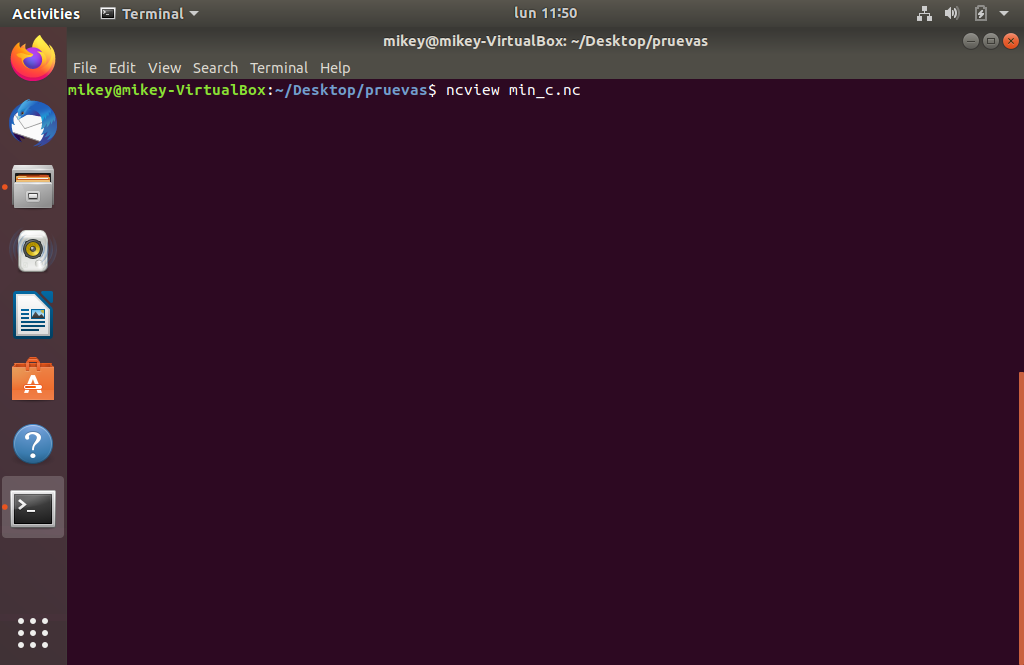 Activities Terminal lun 11:50
mikey@mikey-VirtualBox: ~/Desktop/pruevas
File Edit View Search Terminal Help
mikey@mikey-VirtualBox:~/Desktop/pruevas$ ncview min_c.nc